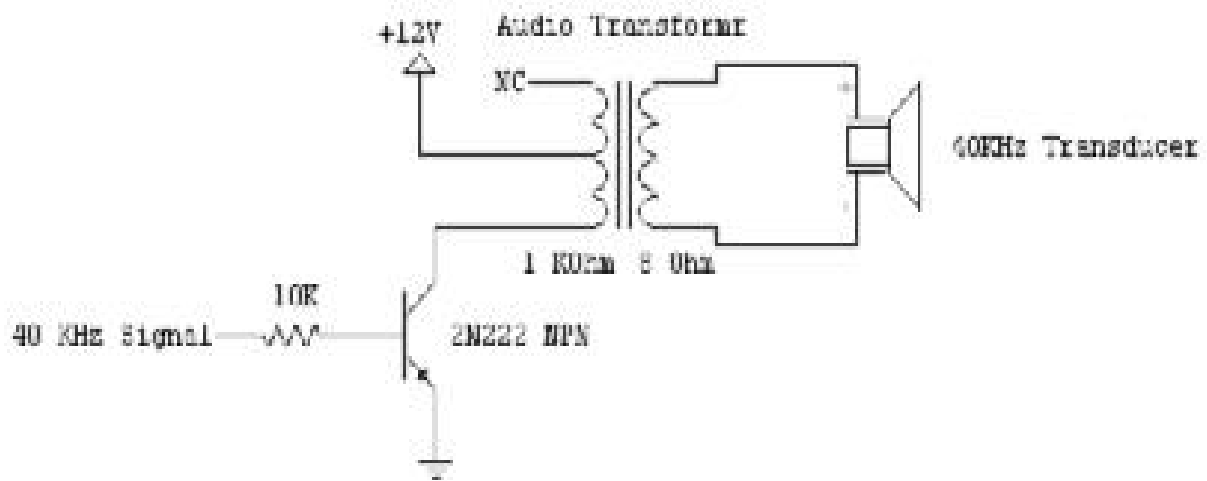 +12V
Audio Transformr
NC
40KHz Transducer
1 KOhm 8 Ohm
10K
40 KHz Signal
2N222 NPN